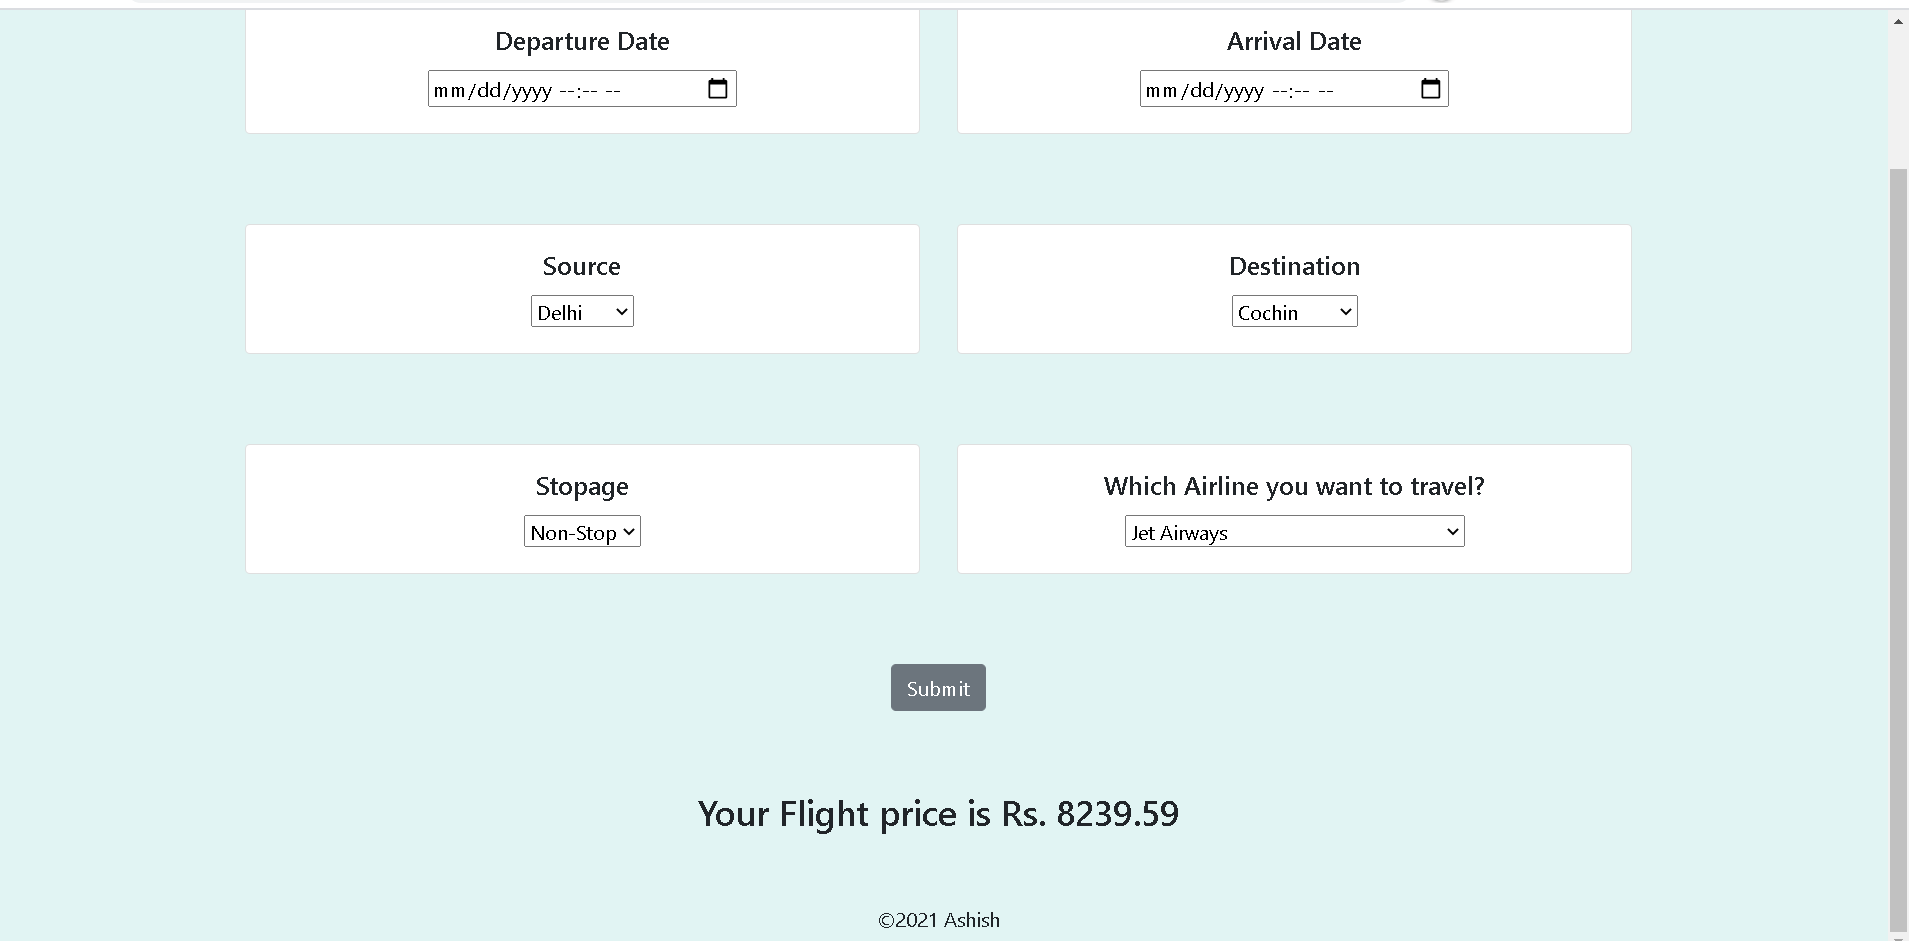 Departure Date
Arrival Date
mm/dd/yyyy --:-- --
mm/dd/yyyy --:-- --
Source
Destination
Delhi
Cochin
Stopage
Which Airline you want to travel?
Non-Stop
Jet Airways
Submit
Your Flight price is Rs. 8239.59
©2021 Ashish